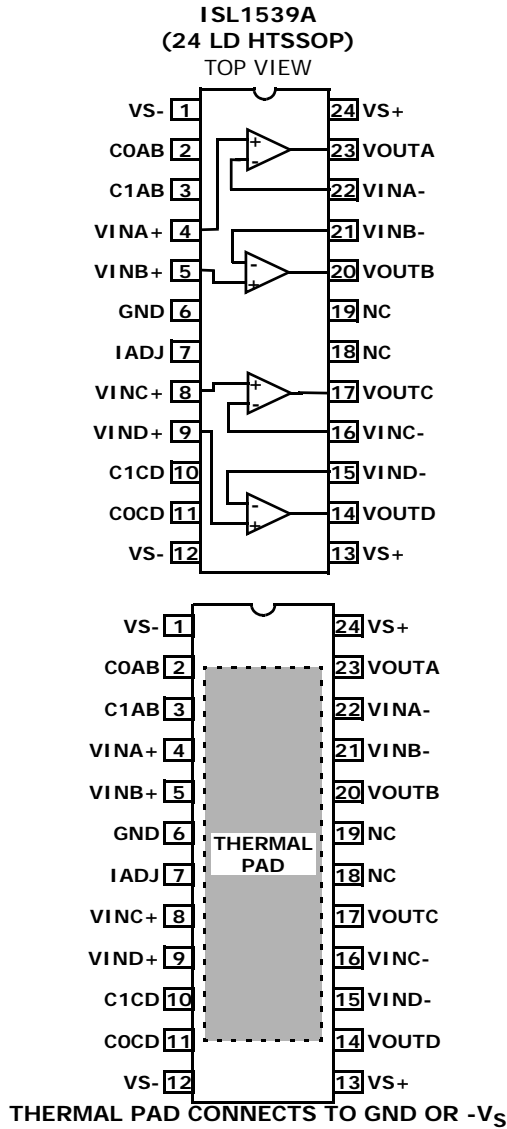 ISL1539A
(24 LD HTSSOP)
TOP VIEW
VS- 1 24 VS+
C0AB 2 + 23 VOUTA
C1AB 3 - 22 VINA-
VINA+ 4 21 VINB-
VINB+ 5 - + 20 VOUTB
GND 6 19 NC
IADJ 7 18 NC
VINC+ 8 + 17 VOUTC
VIND+ 9 - 16 VINC-
C1CD 10 15 VIND-
C0CD 11 - + 14 VOUTD
VS- 12 13 VS+
VS- 1 24 VS+
C0AB 2 23 VOUTA
C1AB 3 22 VINA-
VINA+ 4 21 VINB-
VINB+ 5 20 VOUTB
GND 6 19 NC
THERMAL
PAD
IADJ 7 18 NC
VINC+ 8 17 VOUTC
VIND+ 9 16 VINC-
C1CD 10 15 VIND-
C0CD 11 14 VOUTD
VS- 12 13 VS+
THERMAL PAD CONNECTS TO GND OR -VS